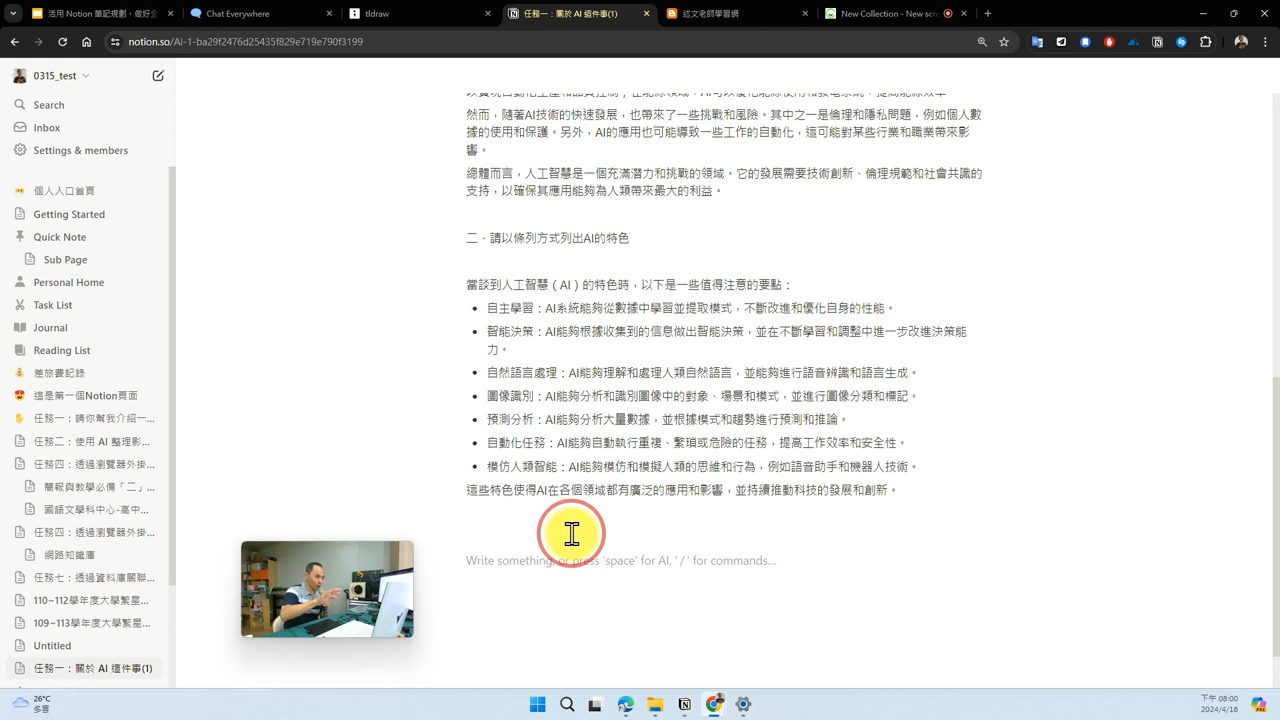 活用 Notion 筆記規劃，做好全
Chat Everywhere
tldraw
任務一：關於 AI 這件事(1)
述文老師學習網
New Collection - New scre
notion.so/AI-1-ba29f2476d25435f829e719e790f3199
0315_test
Search
Inbox
Settings & members
個人入口首頁
Getting Started
Quick Note
Sub Page
Personal Home
Task List
Journal
Reading List
差旅費記錄
這是第一個Notion頁面
任務一：請你幫我介紹一...
任務二：使用 AI 整理影...
任務四：透過瀏覽器外掛...
簡報與教學必備「二」...
國語文學科中心-高中...
任務四：透過瀏覽器外掛...
網路知識庫
任務七：透過資料庫關聯...
110~112學年度大繁星...
109~113學年度大繁星...
Untitled
任務一：關於 AI 這件事(1)
然而，隨著AI技術的快速發展，也帶來了一些挑戰和風險。其中之一是倫理和隱私問題，例如個人數
據的使用和保護。另外，AI的應用也可能導致一些工作的自動化，這可能對某些行業和職業帶來影
響。
總體而言，人工智慧是一個充滿潛力和挑戰的領域。它的發展需要技術創新、倫理規範和社會共識的
支持，以確保其應用能夠為人類帶來最大的利益。
二、請以條列方式列出AI的特色
當談到人工智慧（AI）的特色時，以下是一些值得注意的要點：
• 自主學習：AI系統能夠從數據中學習並提取模式，不斷改進和優化自身的性能。
• 智能決策：AI能夠根據收集到的信息做出智能決策，並在不斷學習和調整中進一步改進決策能
力。
• 自然語言處理：AI能夠理解和處理人類自然語言，並能夠進行語音辨識和語言生成。
• 圖像識別：AI能夠分析和識別圖像中的對象、場景和模式，並進行圖像分類和標記。
• 預測分析：AI能夠分析大量數據，並根據模式和趨勢進行預測和推論。
• 自動化任務：AI能夠自動執行重複、繁瑣或危險的任務，提高工作效率和安全性。
• 模仿人類智能：AI能夠模仿和模擬人類的思維和行為，例如語音助手和機器人技術。
這些特色使得AI在各個領域都有廣泛的應用和影響，並持續推動科技的發展和創新。
Write something, or press 'space' for AI, '/' for commands...
26°C
多雲
下午 08:00
2024/4/18